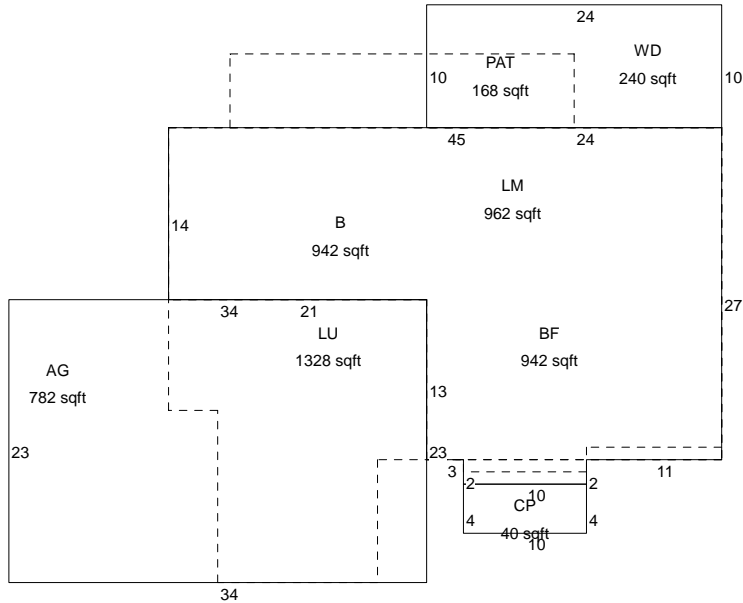 24
WD
PAT
10
10
240 sqft
168 sqft
45
24
LM
962 sqft
14
B
942 sqft
27
34
21
LU
BF
1328 sqft
942 sqft
AG
782 sqft
13
23
23
3
11
2
2
10
CP
4
4
40 sqft
10
34